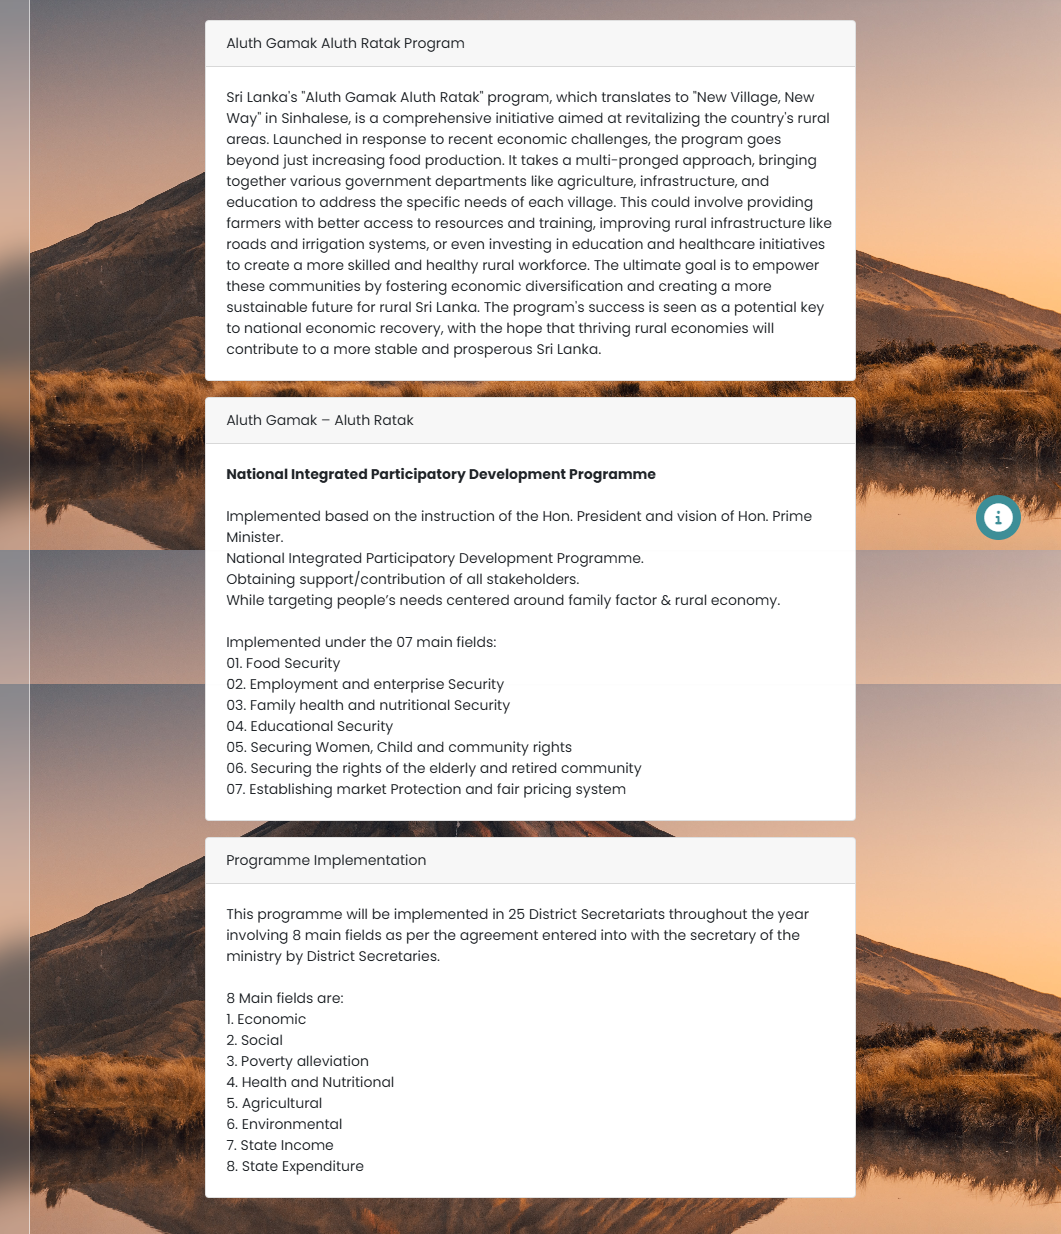 Aluth Gamak Aluth Ratak Program
Sri Lanka's "Aluth Gamak Aluth Ratak" program, which translates to "New Village, New
Way" in Sinhalese, is a comprehensive initiative aimed at revitalizing the country's rural
areas. Launched in response to recent economic challenges, the program goes
beyond just increasing food production. It takes a multi-pronged approach, bringing
together various government departments like agriculture, infrastructure, and
education to address the specific needs of each village. This could involve providing
farmers with better access to resources and training, improving rural infrastructure like
roads and irrigation systems, or even investing in education and healthcare initiatives
to create a more skilled and healthy rural workforce. The ultimate goal is to empower
these communities by fostering economic diversification and creating a more
sustainable future for rural Sri Lanka. The program's success is seen as a potential key
to national economic recovery, with the hope that thriving rural economies will
contribute to a more stable and prosperous Sri Lanka.
Aluth Gamak – Aluth Ratak
National Integrated Participatory Development Programme
Implemented based on the instruction of the Hon. President and vision of Hon. Prime
Minister.
National Integrated Participatory Development Programme.
Obtaining support/contribution of all stakeholders.
While targeting people’s needs centered around family factor & rural economy.
Implemented under the 07 main fields:
01. Food Security
02. Employment and enterprise Security
03. Family health and nutritional Security
04. Educational Security
05. Securing Women, Child and community rights
06. Securing the rights of the elderly and retired community
07. Establishing market Protection and fair pricing system
Programme Implementation
This programme will be implemented in 25 District Secretariats throughout the year
involving 8 main fields as per the agreement entered into with the secretary of the
ministry by District Secretaries.
8 Main fields are:
1. Economic
2. Social
3. Poverty alleviation
4. Health and Nutritional
5. Agricultural
6. Environmental
7. State Income
8. State Expenditure